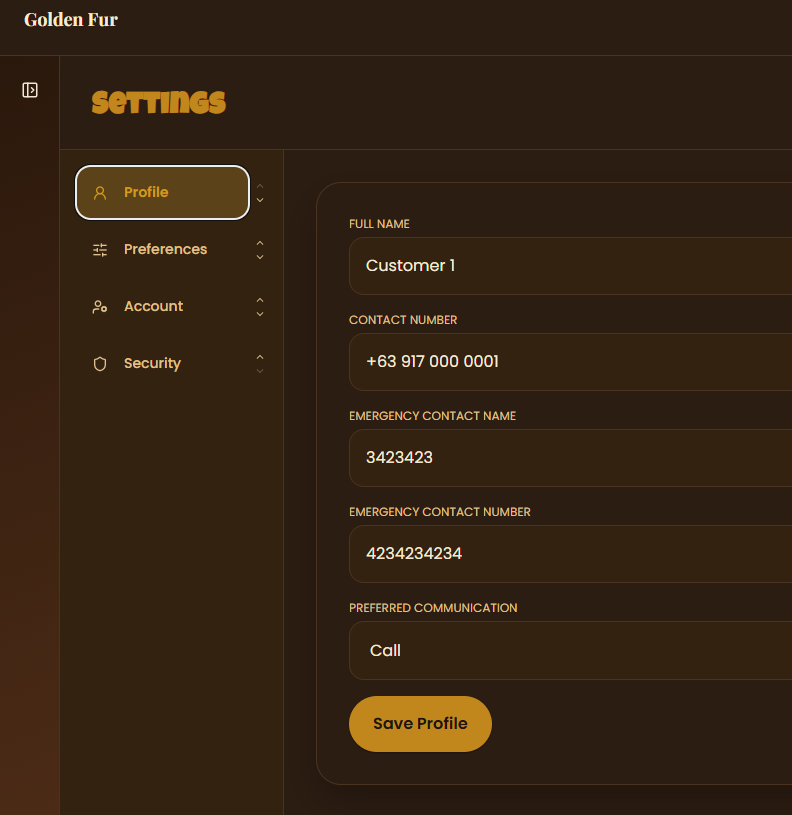 Golden Fur
Settings
Profile
Preferences
Account
Security
FULL NAME
Customer 1
CONTACT NUMBER
+63 917 000 0001
EMERGENCY CONTACT NAME
3423423
EMERGENCY CONTACT NUMBER
4234234234
PREFERRED COMMUNICATION
Call
Save Profile